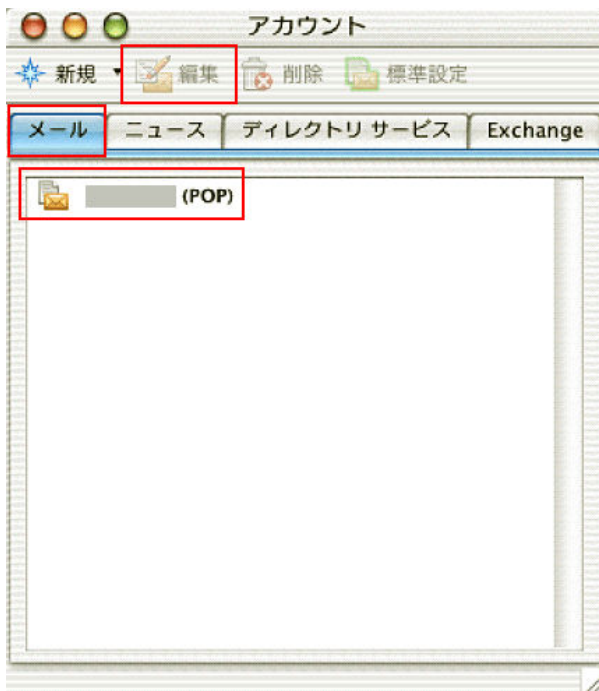 アカウント
新規 編集 削除 標準設定
メール ニュース ディレクトリ サービス Exchange
(POP)